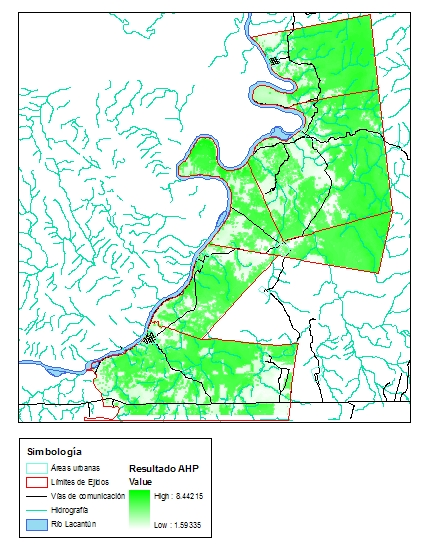 Simbología
Áreas urbanas
Límites de Ejidos
Vías de comunicación
Hidrografía
Río Lacantún
Resultado AHP
Value
High : 8.44215
Low : 1.59335